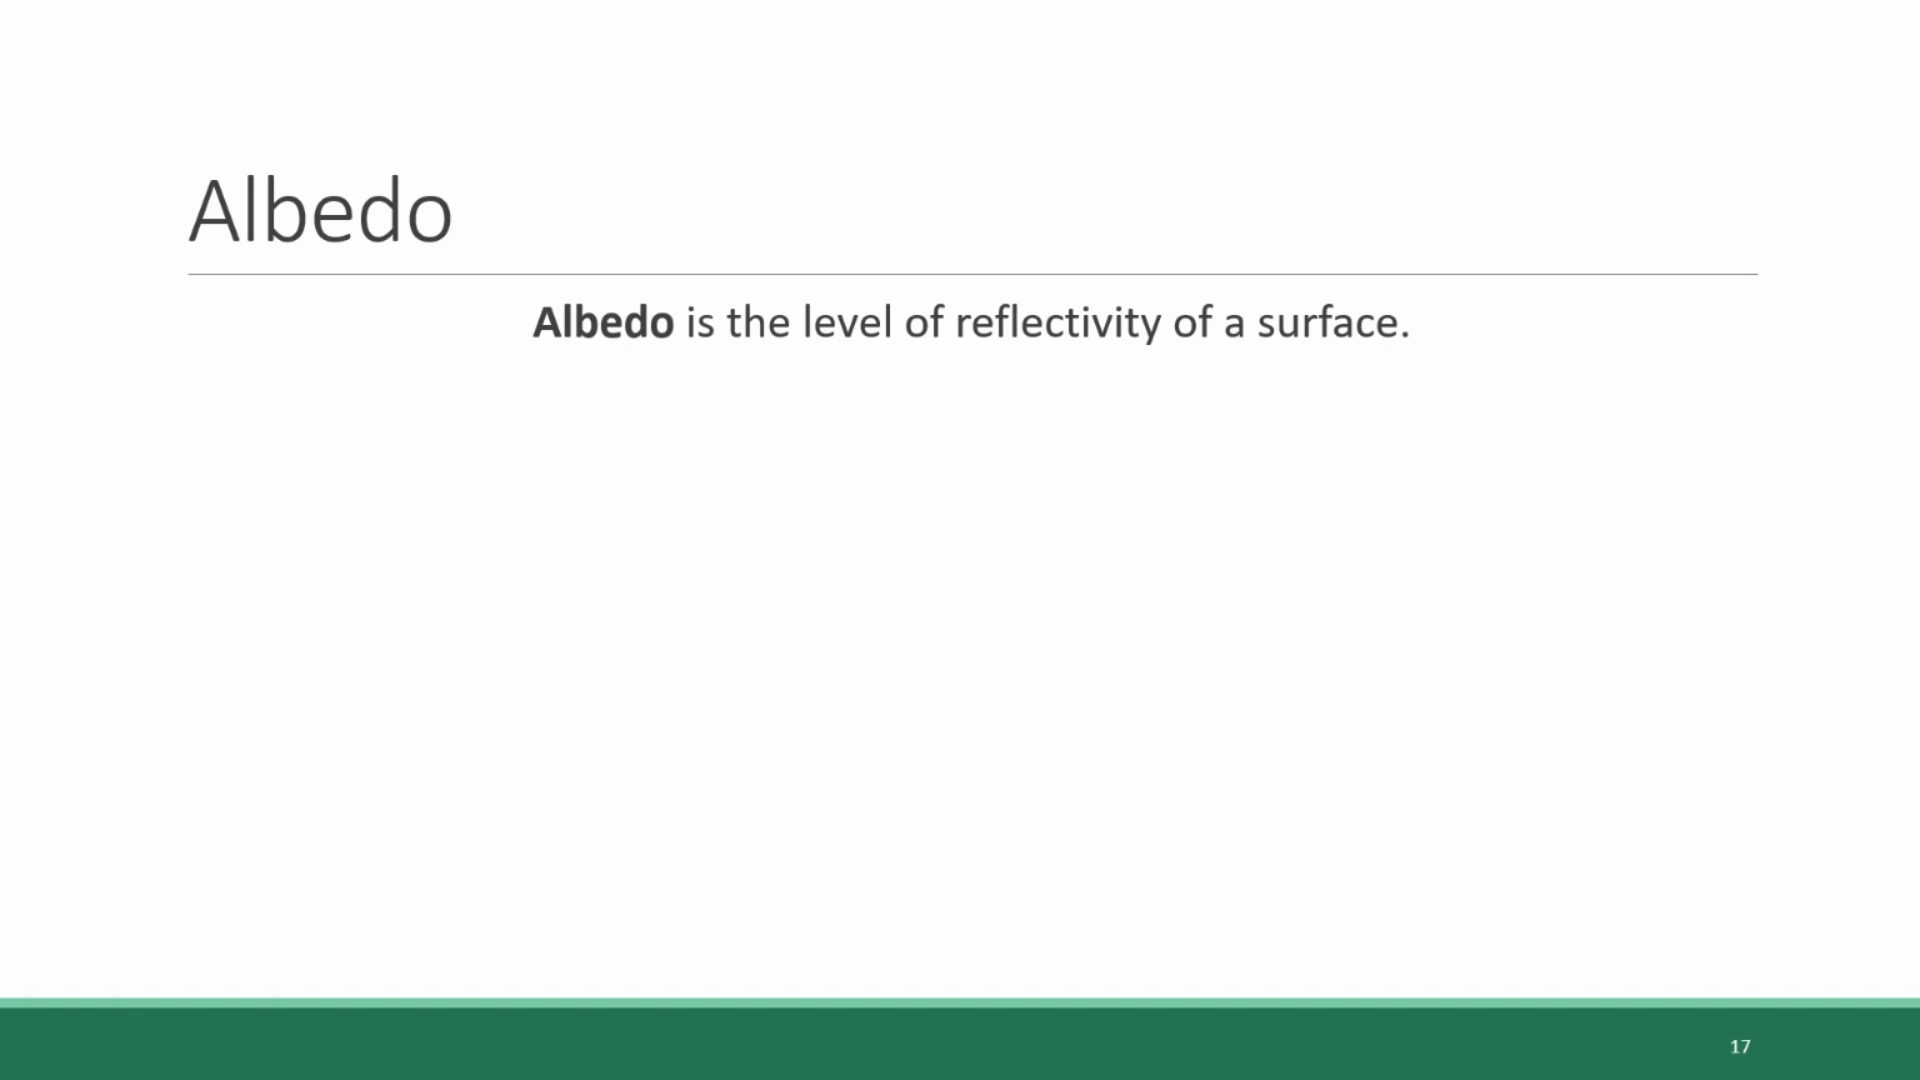 Albedo
Albedo is the level of reflectivity of a surface.
17